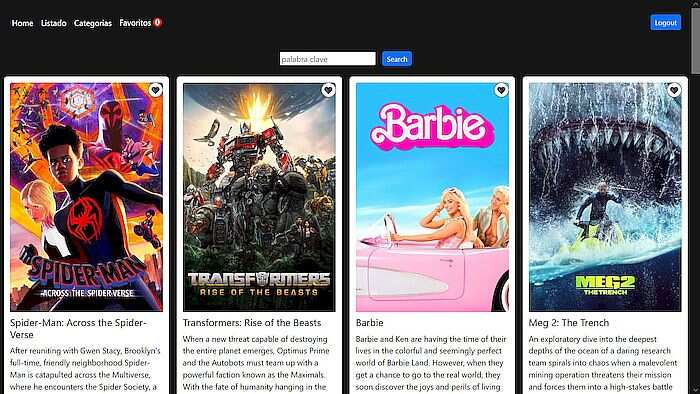 Home Listado Categorias Favoritos 0 Logout
palabra clave Search
SPIDER-MAN
ACROSS THE SPIDER-VERSE
TRANSFORMERS
RISE OF THE BEASTS
Barbie
MEG2
THE TRENCH
Spider-Man: Across the Spider-
Verse
After reuniting with Gwen Stacy, Brooklyn's
full-time, friendly neighborhood Spider-
Man is catapulted across the Multiverse,
where he encounters the Spider Society, a
Transformers: Rise of the Beasts
When a new threat capable of destroying
the entire planet emerges, Optimus Prime
and the Autobots must team up with a
powerful faction known as the Maximals.
With the fate of humanity hanging in the
Barbie
Barbie and Ken are having the time of their
lives in the colorful and seemingly perfect
world of Barbie Land. However, when they
get a chance to go to the real world, they
soon discover the joys and perils of living
Meg 2: The Trench
An exploratory dive into the deepest
depths of the ocean of a daring research
team spirals into chaos when a malevolent
mining operation threatens their mission
and forces them into a high-stakes battle